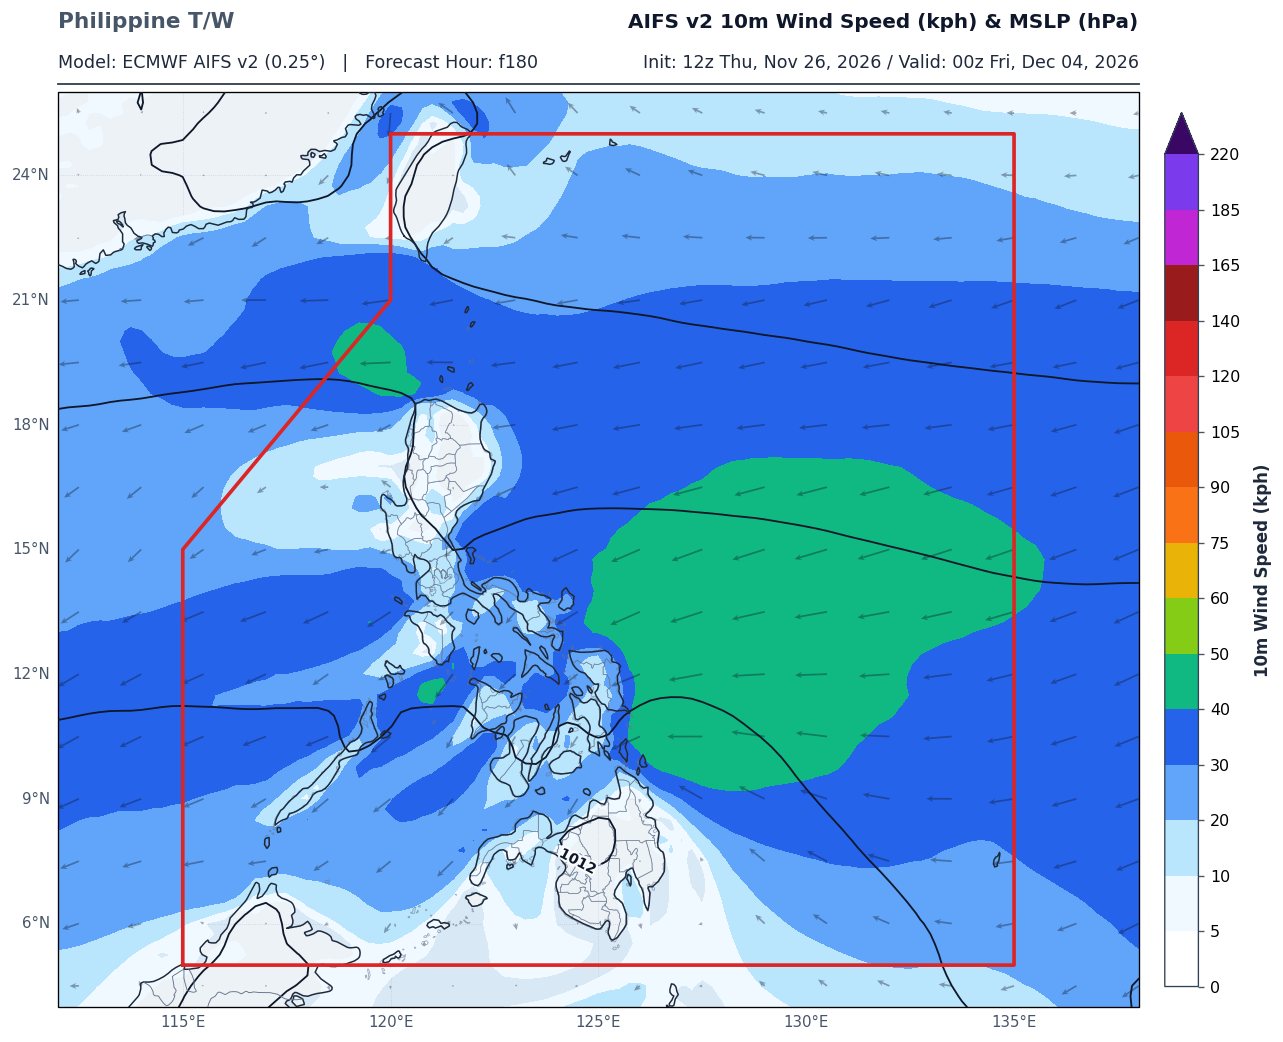 Philippine T/W
AIFS v2 10m Wind Speed (kph) & MSLP (hPa)
Model: ECMWF AIFS v2 (0.25°) | Forecast Hour: f180
Init: 12z Thu, Nov 26, 2026 / Valid: 00z Fri, Dec 04, 2026
24°N
21°N
18°N
15°N
12°N
9°N
6°N
115°E
120°E
125°E
130°E
135°E
1012
220
185
165
140
120
105
90
75
60
50
40
30
20
10
5
0
10m Wind Speed (kph)